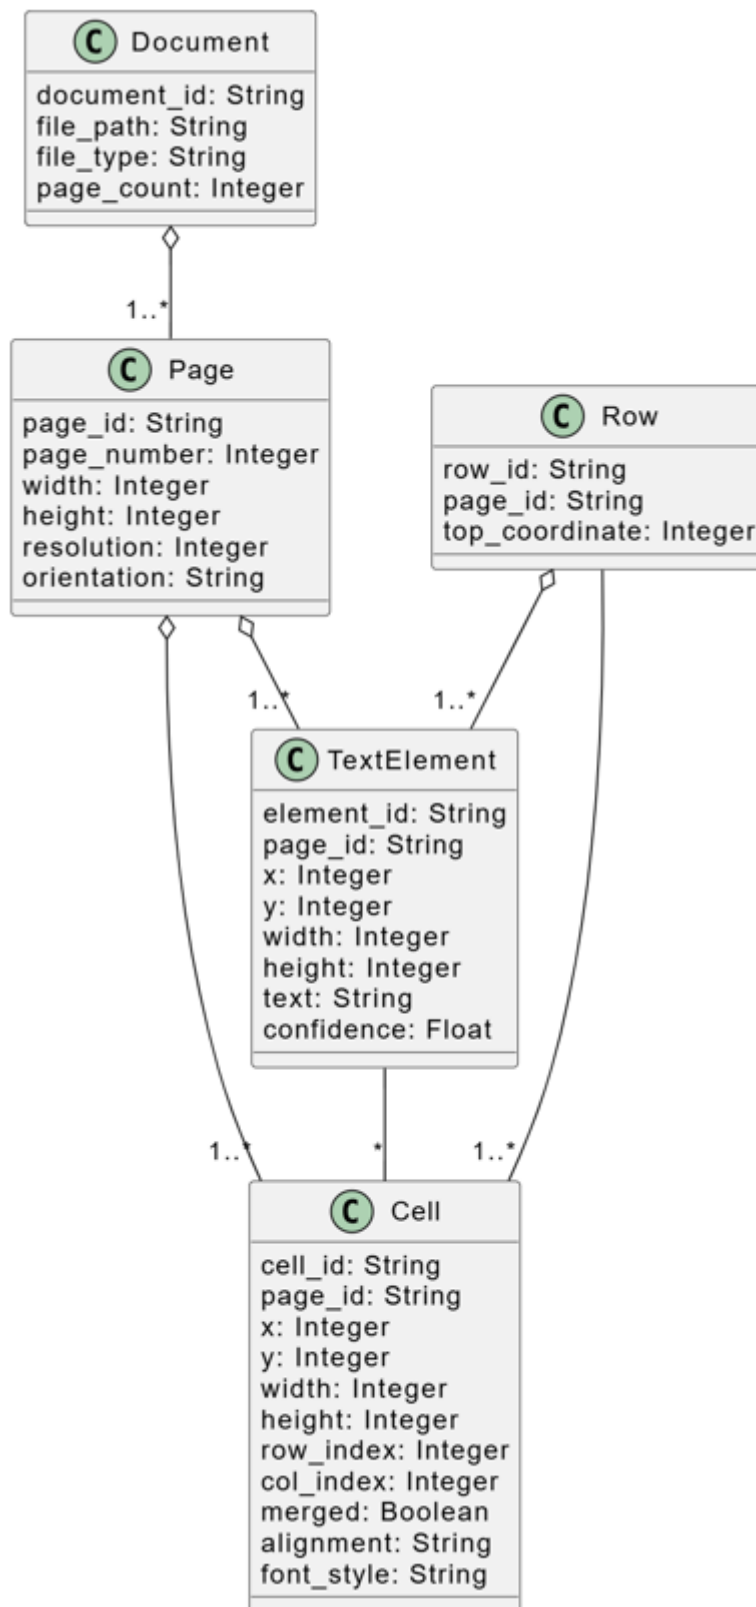 C Document
document_id: String
file_path: String
file_type: String
page_count: Integer
1..*
C Page
page_id: String
page_number: Integer
width: Integer
height: Integer
resolution: Integer
orientation: String
C Row
row_id: String
page_id: String
top_coordinate: Integer
1..*
1..*
C TextElement
element_id: String
page_id: String
x: Integer
y: Integer
width: Integer
height: Integer
text: String
confidence: Float
1..*
*
1..*
C Cell
cell_id: String
page_id: String
x: Integer
y: Integer
width: Integer
height: Integer
row_index: Integer
col_index: Integer
merged: Boolean
alignment: String
font_style: String